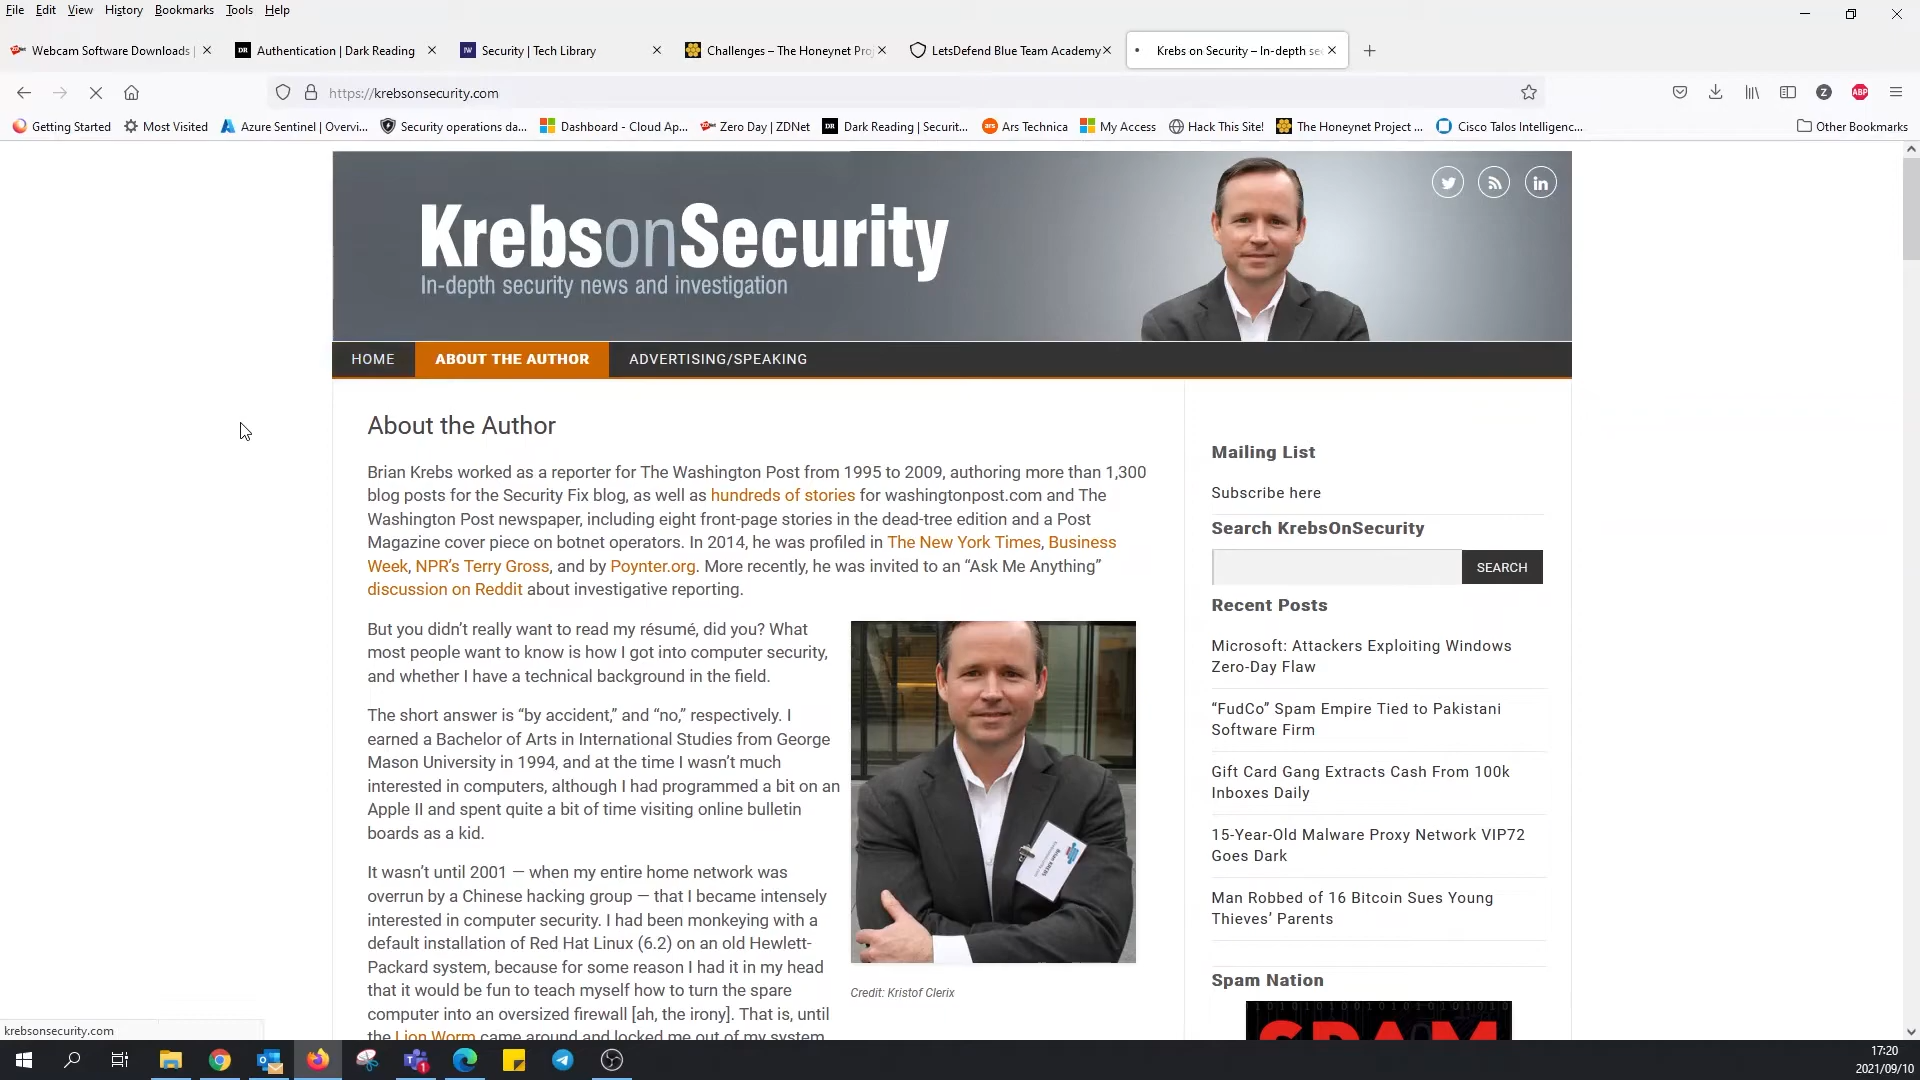 File Edit View History Bookmarks Tools Help
Webcam Software Downloads
Authentication | Dark Reading
Security | Tech Library
Challenges – The Honeynet Proj
LetsDefend Blue Team Academy
Krebs on Security – In-depth se
https://krebsonsecurity.com
Getting Started
Most Visited
Azure Sentinel | Overvi...
Security operations da...
Dashboard - Cloud Ap...
Zero Day | ZDNet
Dark Reading | Securit...
Ars Technica
My Access
Hack This Site!
The Honeynet Project ...
Cisco Talos Intelligenc...
Other Bookmarks
KrebsonSecurity
In-depth security news and investigation
HOME ABOUT THE AUTHOR ADVERTISING/SPEAKING
About the Author
Brian Krebs worked as a reporter for The Washington Post from 1995 to 2009, authoring more than 1,300
blog posts for the Security Fix blog, as well as hundreds of stories for washingtonpost.com and The
Washington Post newspaper, including eight front-page stories in the dead-tree edition and a Post
Magazine cover piece on botnet operators. In 2014, he was profiled in The New York Times, Business
Week, NPR’s Terry Gross, and by Poynter.org. More recently, he was invited to an “Ask Me Anything”
discussion on Reddit about investigative reporting.
But you didn’t really want to read my résumé, did you? What
most people want to know is how I got into computer security,
and whether I have a technical background in the field.
The short answer is “by accident,” and “no,” respectively. I
earned a Bachelor of Arts in International Studies from George
Mason University in 1994, and at the time I wasn’t much
interested in computers, although I had programmed a bit on an
Apple II and spent quite a bit of time visiting online bulletin
boards as a kid.
It wasn’t until 2001 — when my entire home network was
overrun by a Chinese hacking group — that I became intensely
interested in computer security. I had been monkeying with a
default installation of Red Hat Linux (6.2) on an old Hewlett-
Packard system, because for some reason I had it in my head
that it would be fun to teach myself how to turn the spare
computer into an oversized firewall [ah, the irony]. That is, until
the Lion Worm came around and locked me out of my system.
Credit: Kristof Clerix
Mailing List
Subscribe here
Search KrebsOnSecurity
SEARCH
Recent Posts
Microsoft: Attackers Exploiting Windows
Zero-Day Flaw
“FudCo” Spam Empire Tied to Pakistani
Software Firm
Gift Card Gang Extracts Cash From 100k
Inboxes Daily
15-Year-Old Malware Proxy Network VIP72
Goes Dark
Man Robbed of 16 Bitcoin Sues Young
Thieves’ Parents
Spam Nation
SPAM
krebsonsecurity.com
17:20
2021/09/10